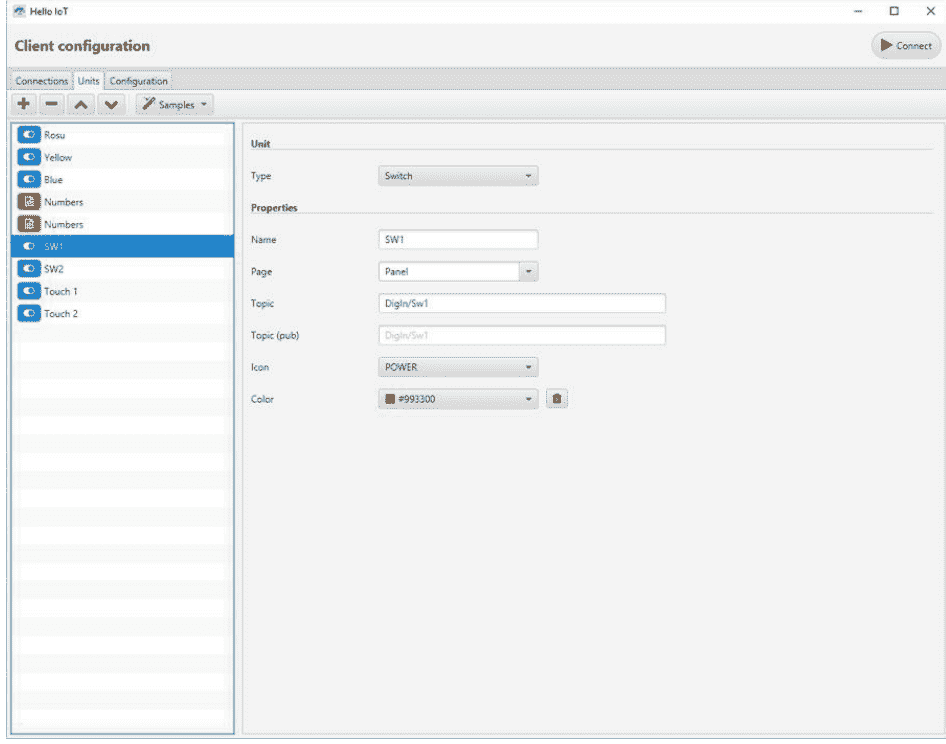 Hello IoT
Client configuration
Connect
Connections Units Configuration
Samples
Rosu
Yellow
Blue
Numbers
Numbers
SW1
SW2
Touch 1
Touch 2
Unit
Type Switch
Properties
Name SW1
Page Panel
Topic DigIn/Sw1
Topic (pub) DigIn/Sw1
Icon POWER
Color #993300